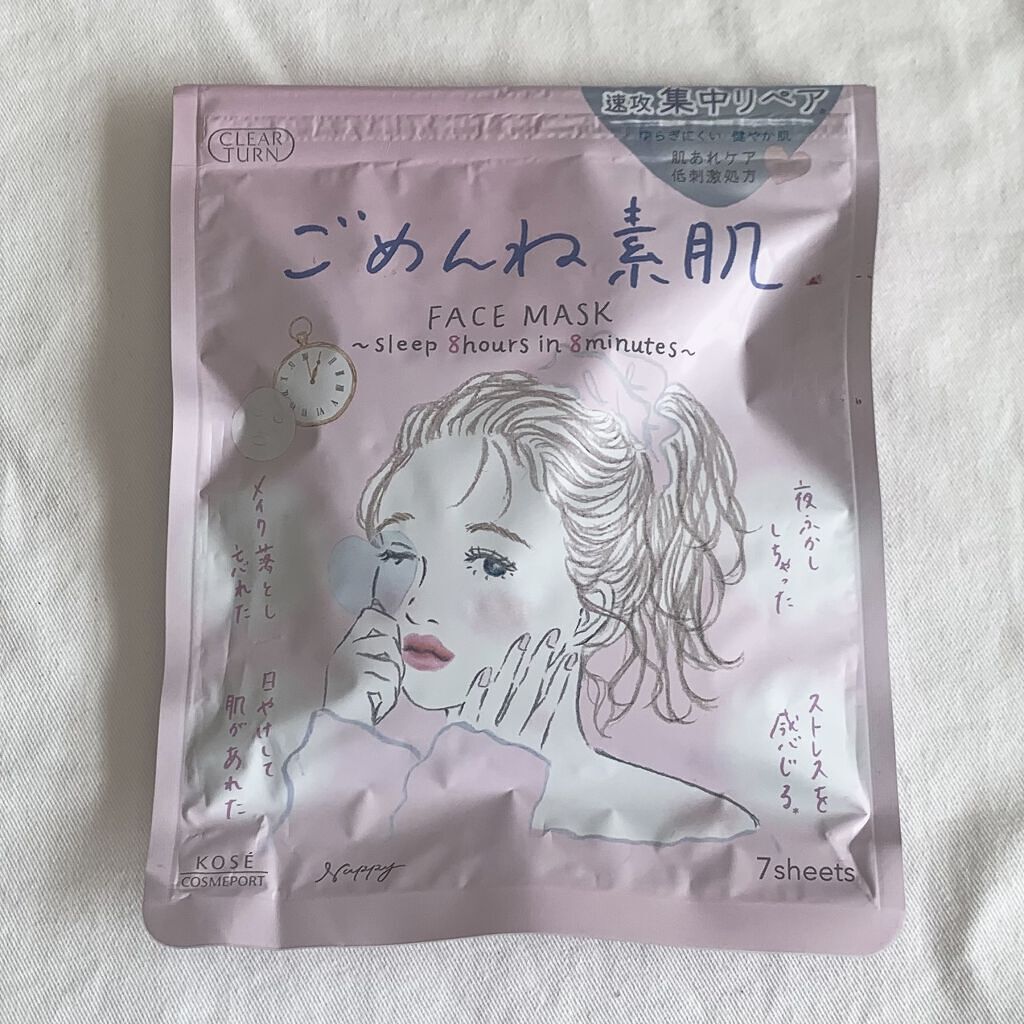 CLEAR
TURN
速攻 集中リペア
ゆらぎにくい 健やか肌
肌あれケア
低刺激処方
ごめんね素肌
FACE MASK
~sleep 8hours in 8minutes~
メイク落とし
忘れた
夜ふかし
しちゃった
日やけして
肌があれた
ストレスを
感じる*
KOSÉ
COSMEPORT
Nuppy
7sheets